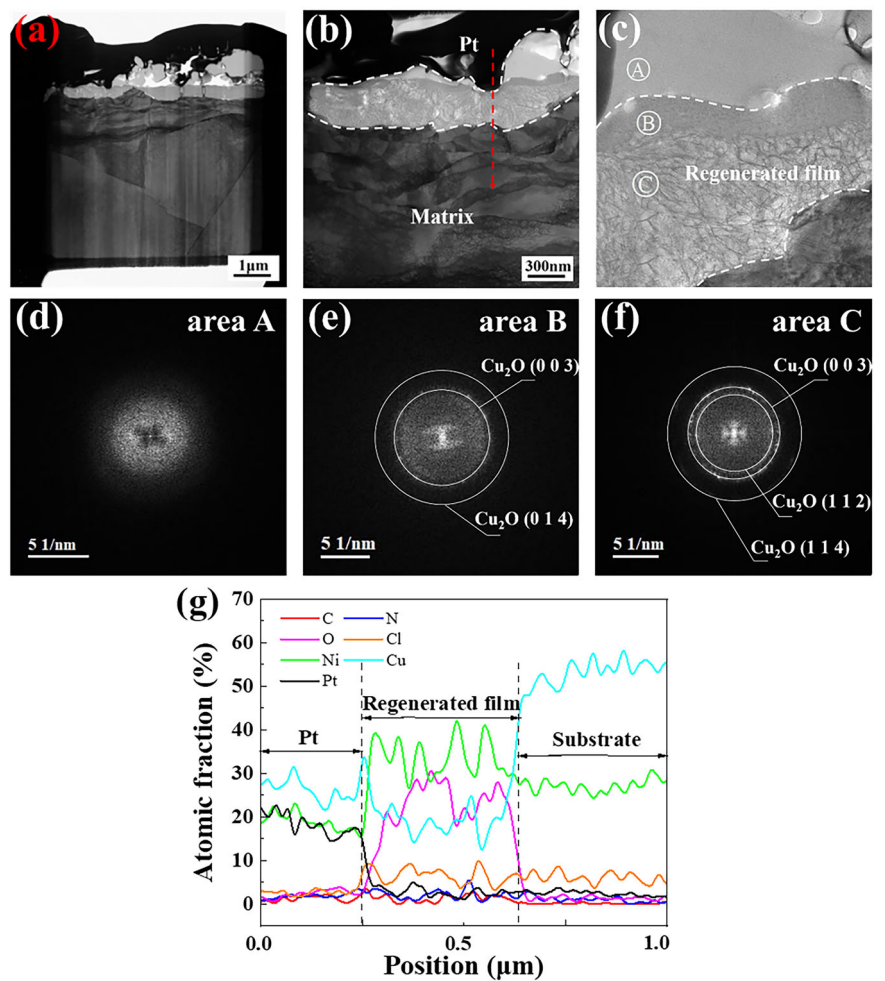 (a)
1μm
(b)
Pt
Matrix
300nm
(c)
A
B
C
Regenerated film
(d)
area A
5 1/nm
(e)
area B
Cu₂O (0 0 3)
Cu₂O (0 1 4)
5 1/nm
(f)
area C
Cu₂O (0 0 3)
Cu₂O (1 1 2)
Cu₂O (1 1 4)
5 1/nm
(g)
Atomic fraction (%)
70
60
50
40
30
20
10
0
C N
O Cl
Ni Cu
Pt
Pt
Regenerated film
Substrate
0.0 0.5 1.0
Position (μm)